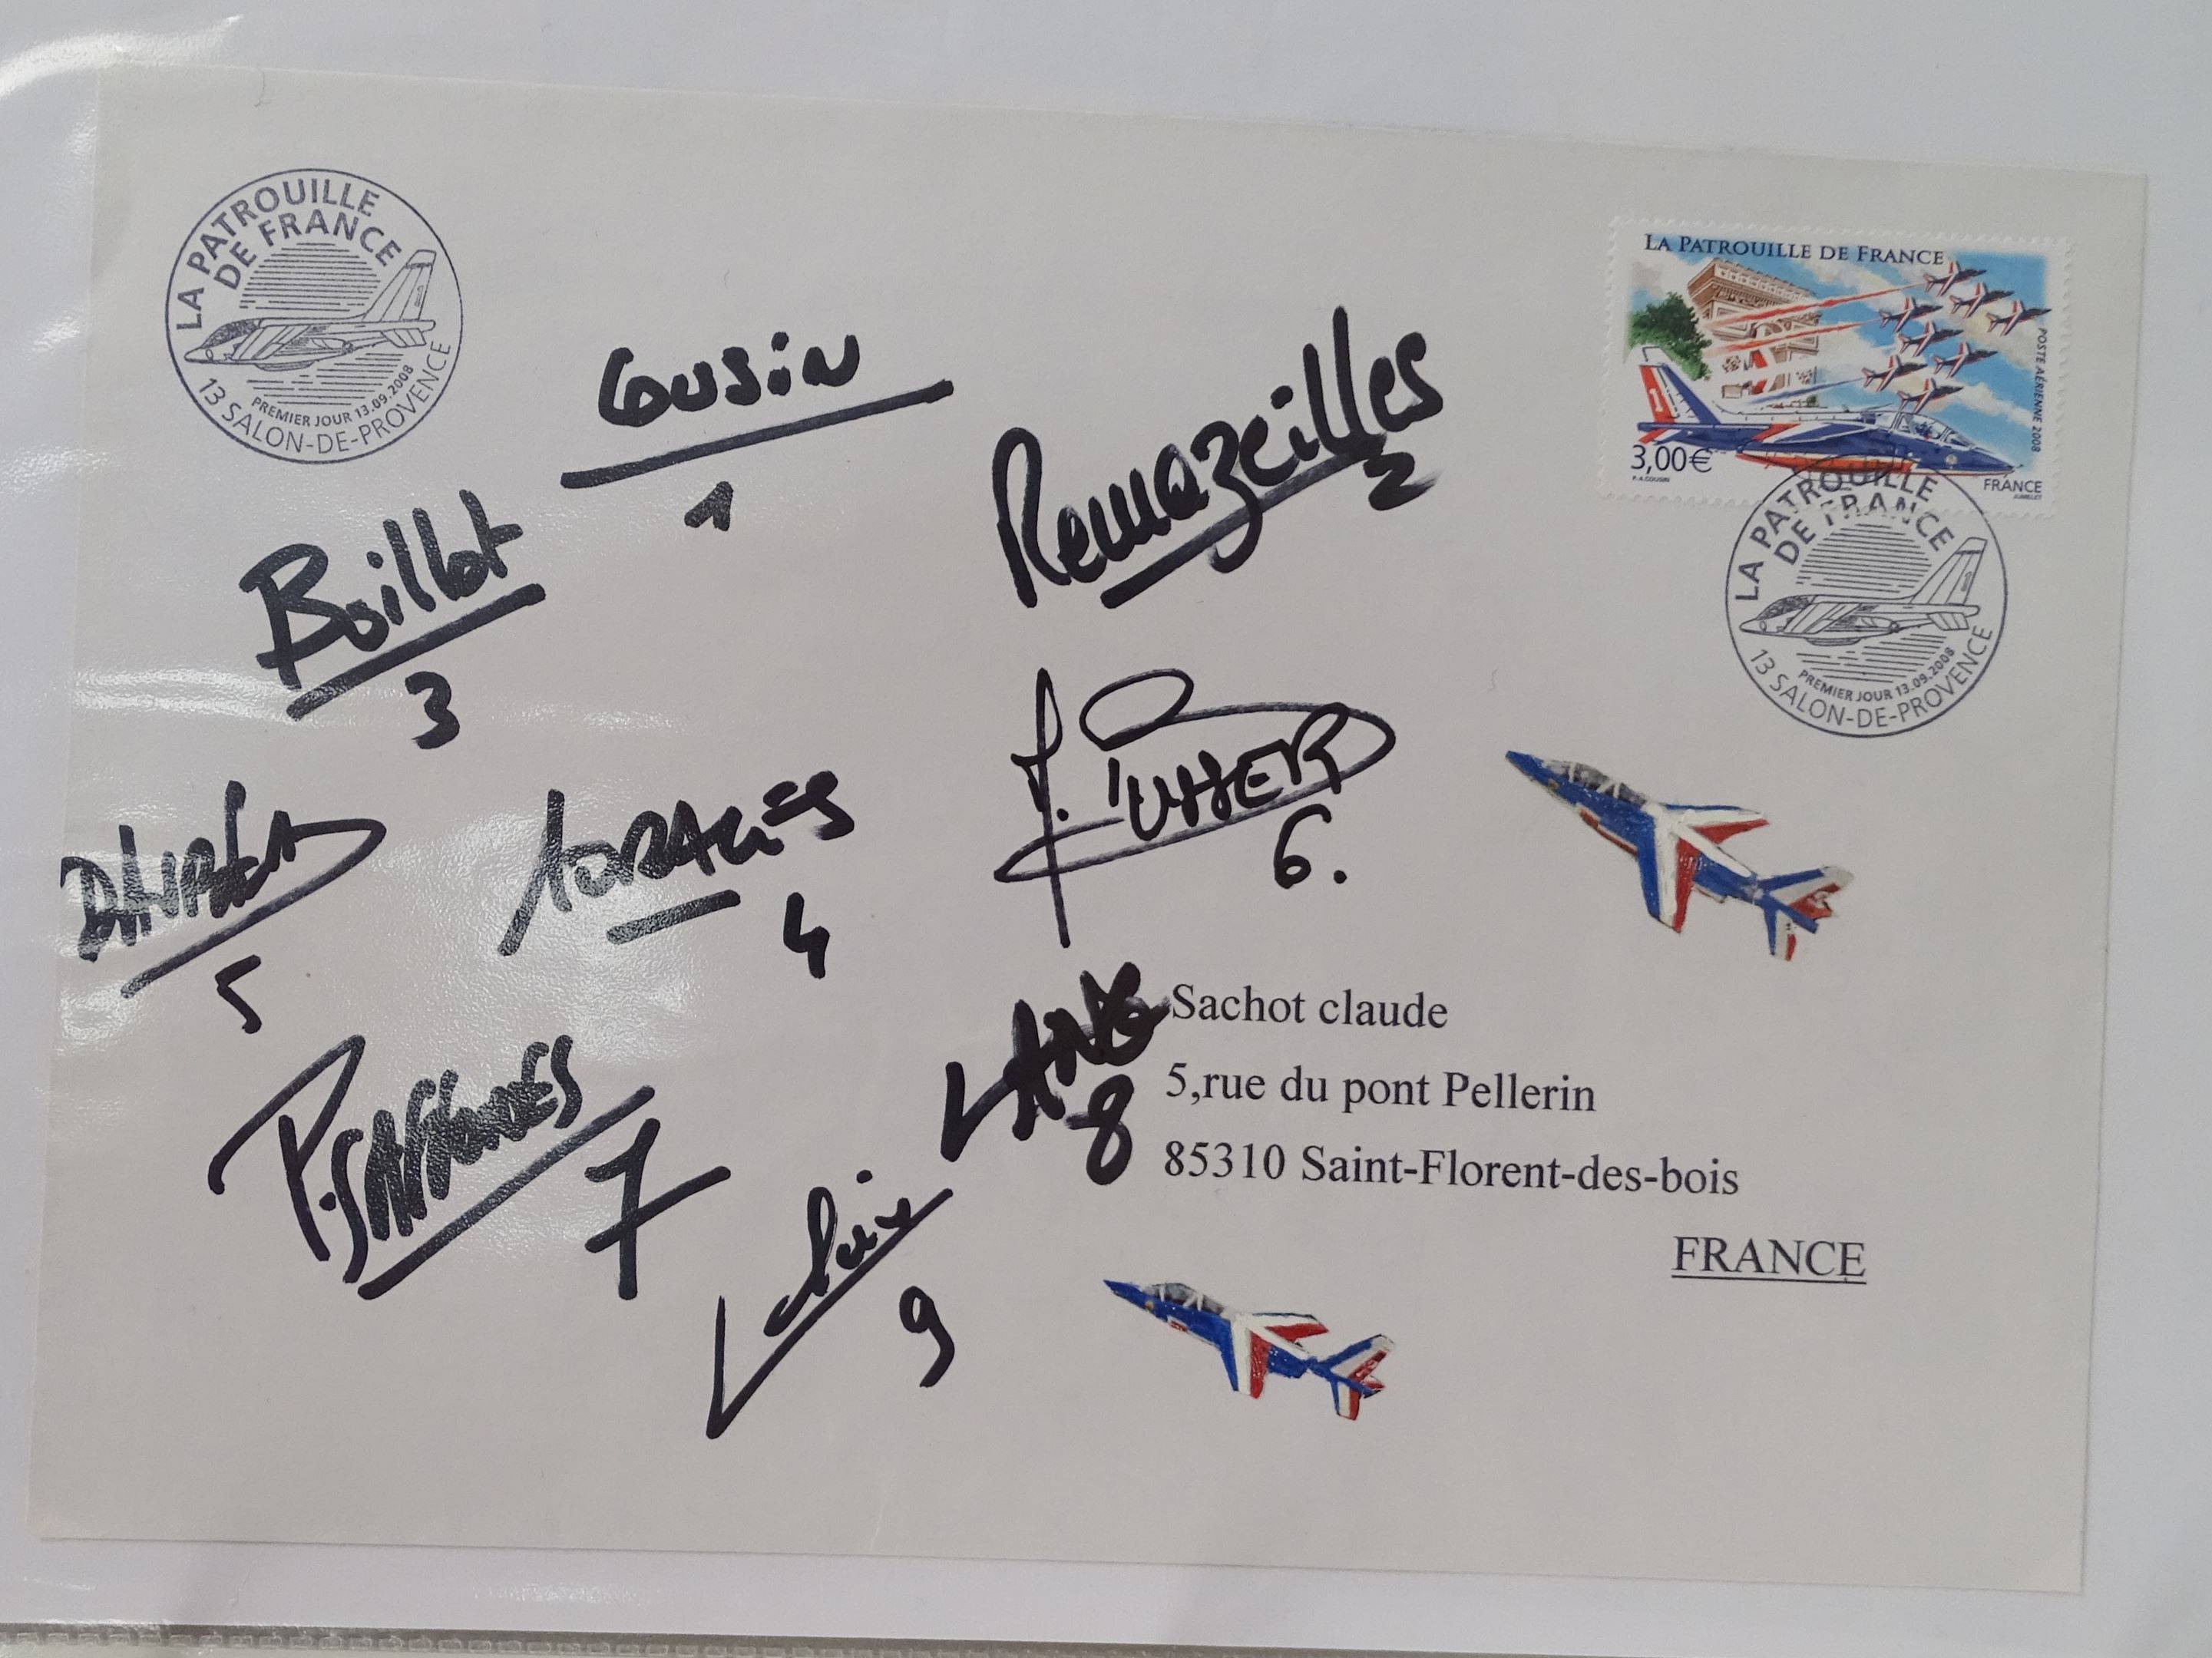 LA PATROUILLE
DE FRANCE
PREMIER JOUR 13.09.2008
13 SALON-DE-PROVENCE
LA PATROUILLE DE FRANCE
POSTE AÉRIENNE 2008
3,00€
P.A.COUSIN
FRANCE
JUMELET
LA PATROUILLE
DE FRANCE
PREMIER JOUR 13.09.2008
13 SALON-DE-PROVENCE
Cousin
1
Remazeilles
2
Boillot
3
4
5
6.
7
LANG
8
9
Sachot claude
5,rue du pont Pellerin
85310 Saint-Florent-des-bois
FRANCE